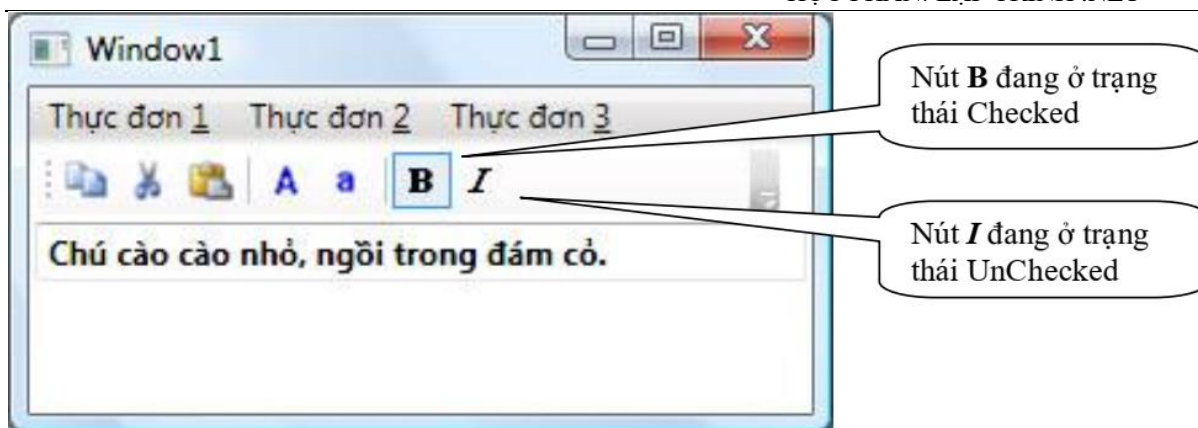 Window1
Thực đơn 1 Thực đơn 2 Thực đơn 3
A a B I
Chú cào cào nhỏ, ngồi trong đám cỏ.
Nút B đang ở trạng
thái Checked
Nút I đang ở trạng
thái UnChecked